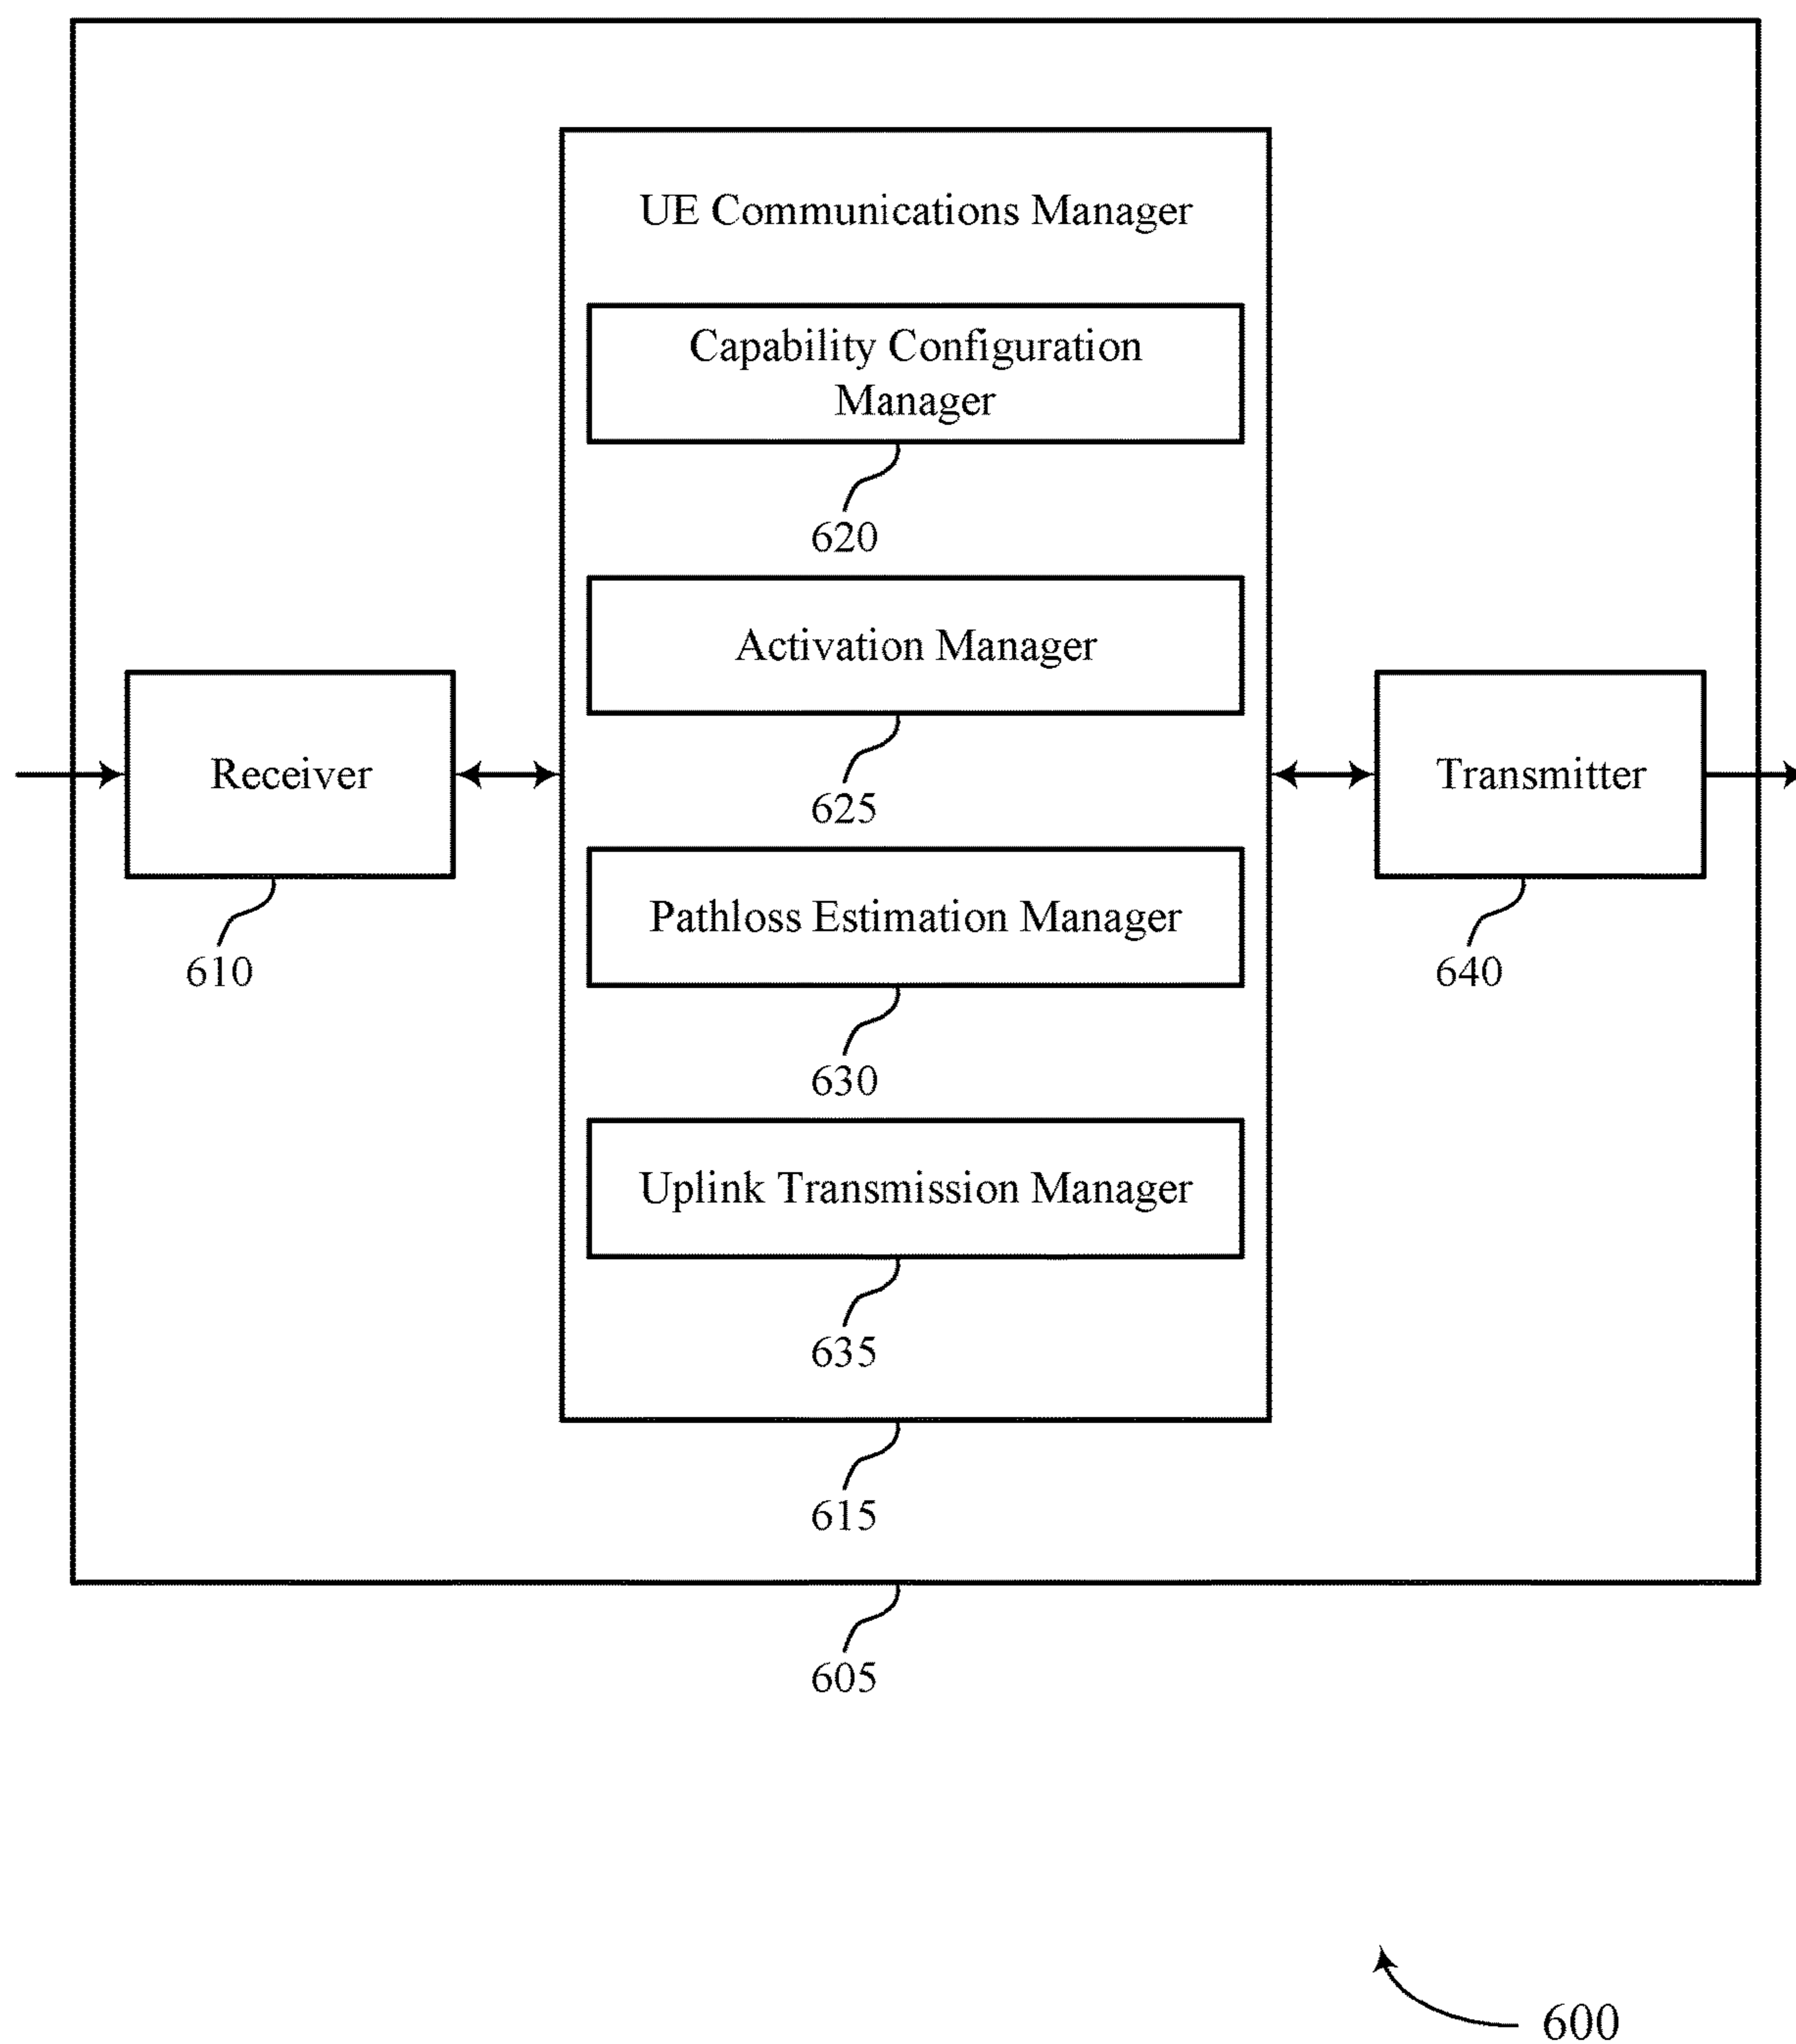 UE Communications Manager
Capability Configuration
Manager
620
Activation Manager
625
Receiver
610
Transmitter
640
Pathloss Estimation Manager
630
Uplink Transmission Manager
635
615
605
600